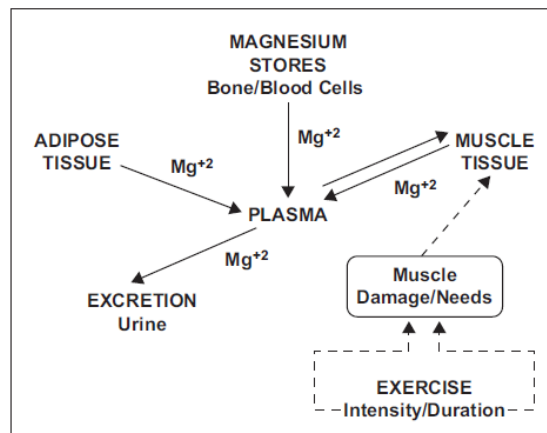 MAGNESIUM
STORES
Bone/Blood Cells
ADIPOSE
TISSUE
Mg+2
Mg+2
MUSCLE
TISSUE
Mg+2
PLASMA
Mg+2
EXCRETION
Urine
Muscle
Damage/Needs
EXERCISE
Intensity/Duration